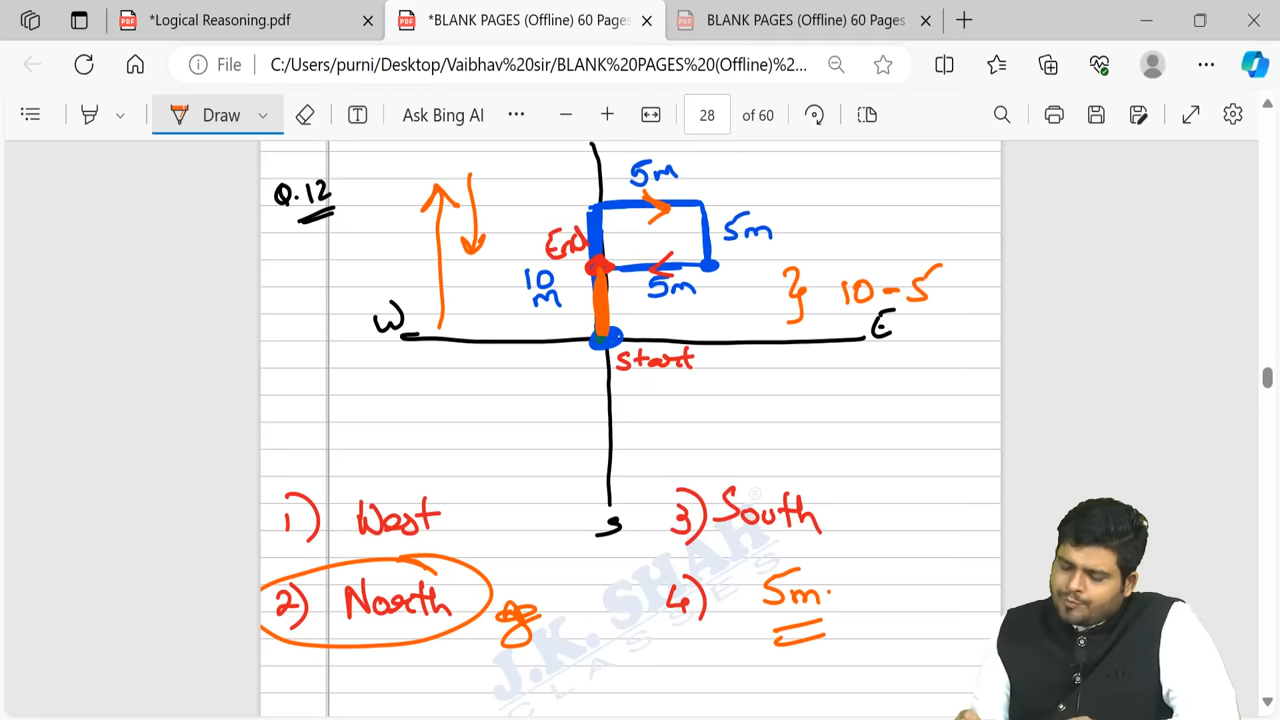 *Logical Reasoning.pdf
*BLANK PAGES (Offline) 60 Pages
BLANK PAGES (Offline) 60 Pages
File
C:/Users/purni/Desktop/Vaibhav%20sir/BLANK%20PAGES%20(Offline)%2...
Draw
Ask Bing AI
28 of 60
Q.12
5m
End
5m
10
m
5m
10-5
W
E
Start
S
1) West
3) South
2) North
4) 5m.
J.K. SHAH
CLASSES